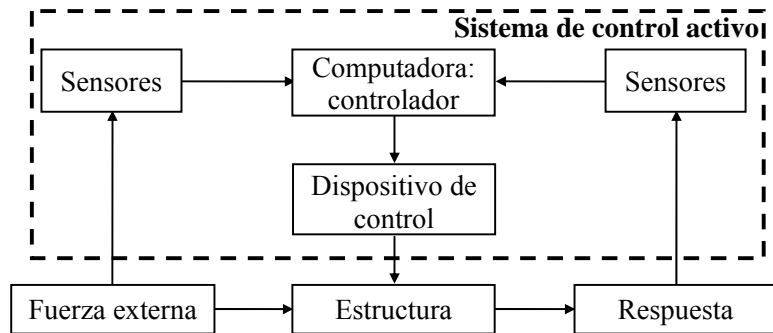 Sistema de control activo
Sensores
Computadora:
controlador
Sensores
Dispositivo de
control
Fuerza externa
Estructura
Respuesta